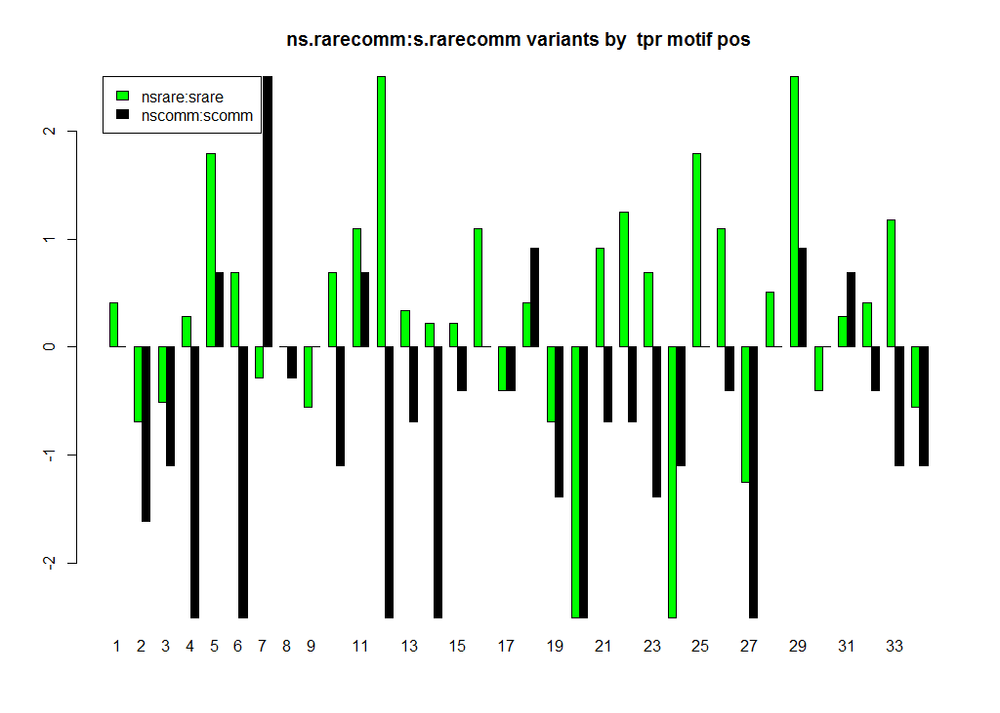 ns.rarecomm:s.rarecomm variants by  tpr motif pos
nsrare:srare
nscomm:scomm
2
1
0
-1
-2
1 2 3 4 5 6 7 8 9 11 13 15 17 19 21 23 25 27 29 31 33